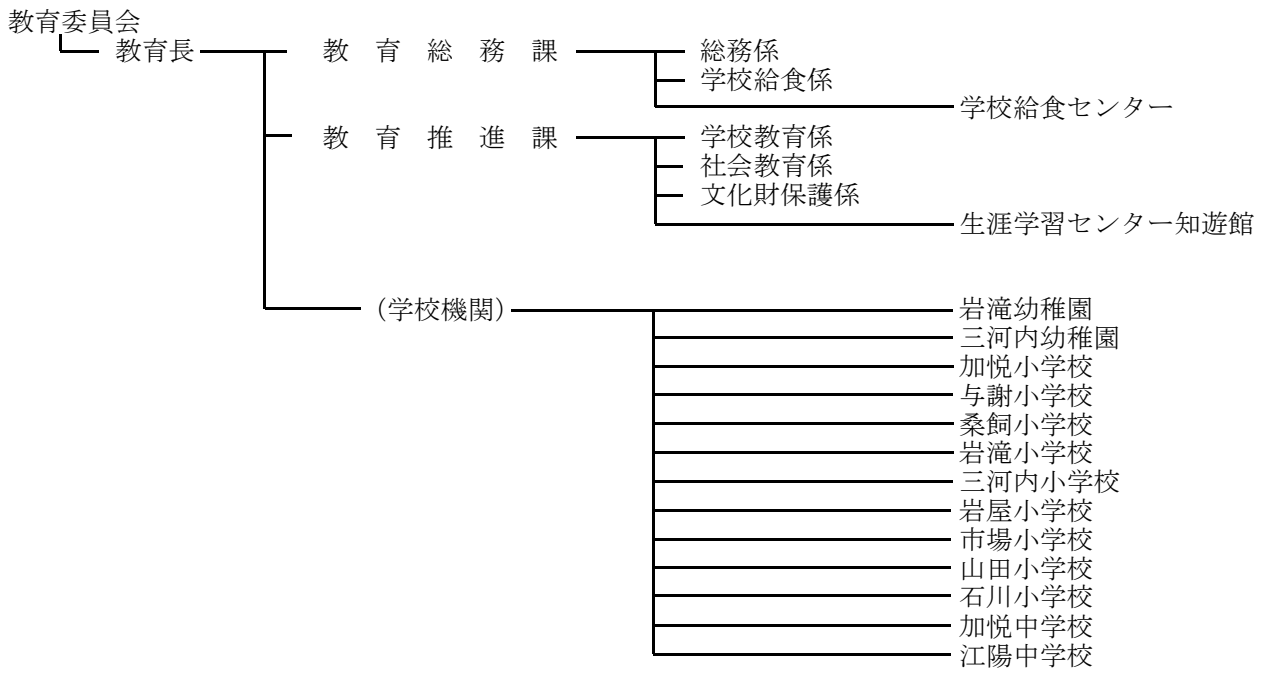 教育委員会
教育長 教育総務課 総務係
学校給食係
学校給食センター
教育推進課 学校教育係
社会教育係
文化財保護係
生涯学習センター知遊館
（学校機関） 岩滝幼稚園
三河内幼稚園
加悦小学校
与謝小学校
桑飼小学校
岩滝小学校
三河内小学校
岩屋小学校
市場小学校
山田小学校
石川小学校
加悦中学校
江陽中学校